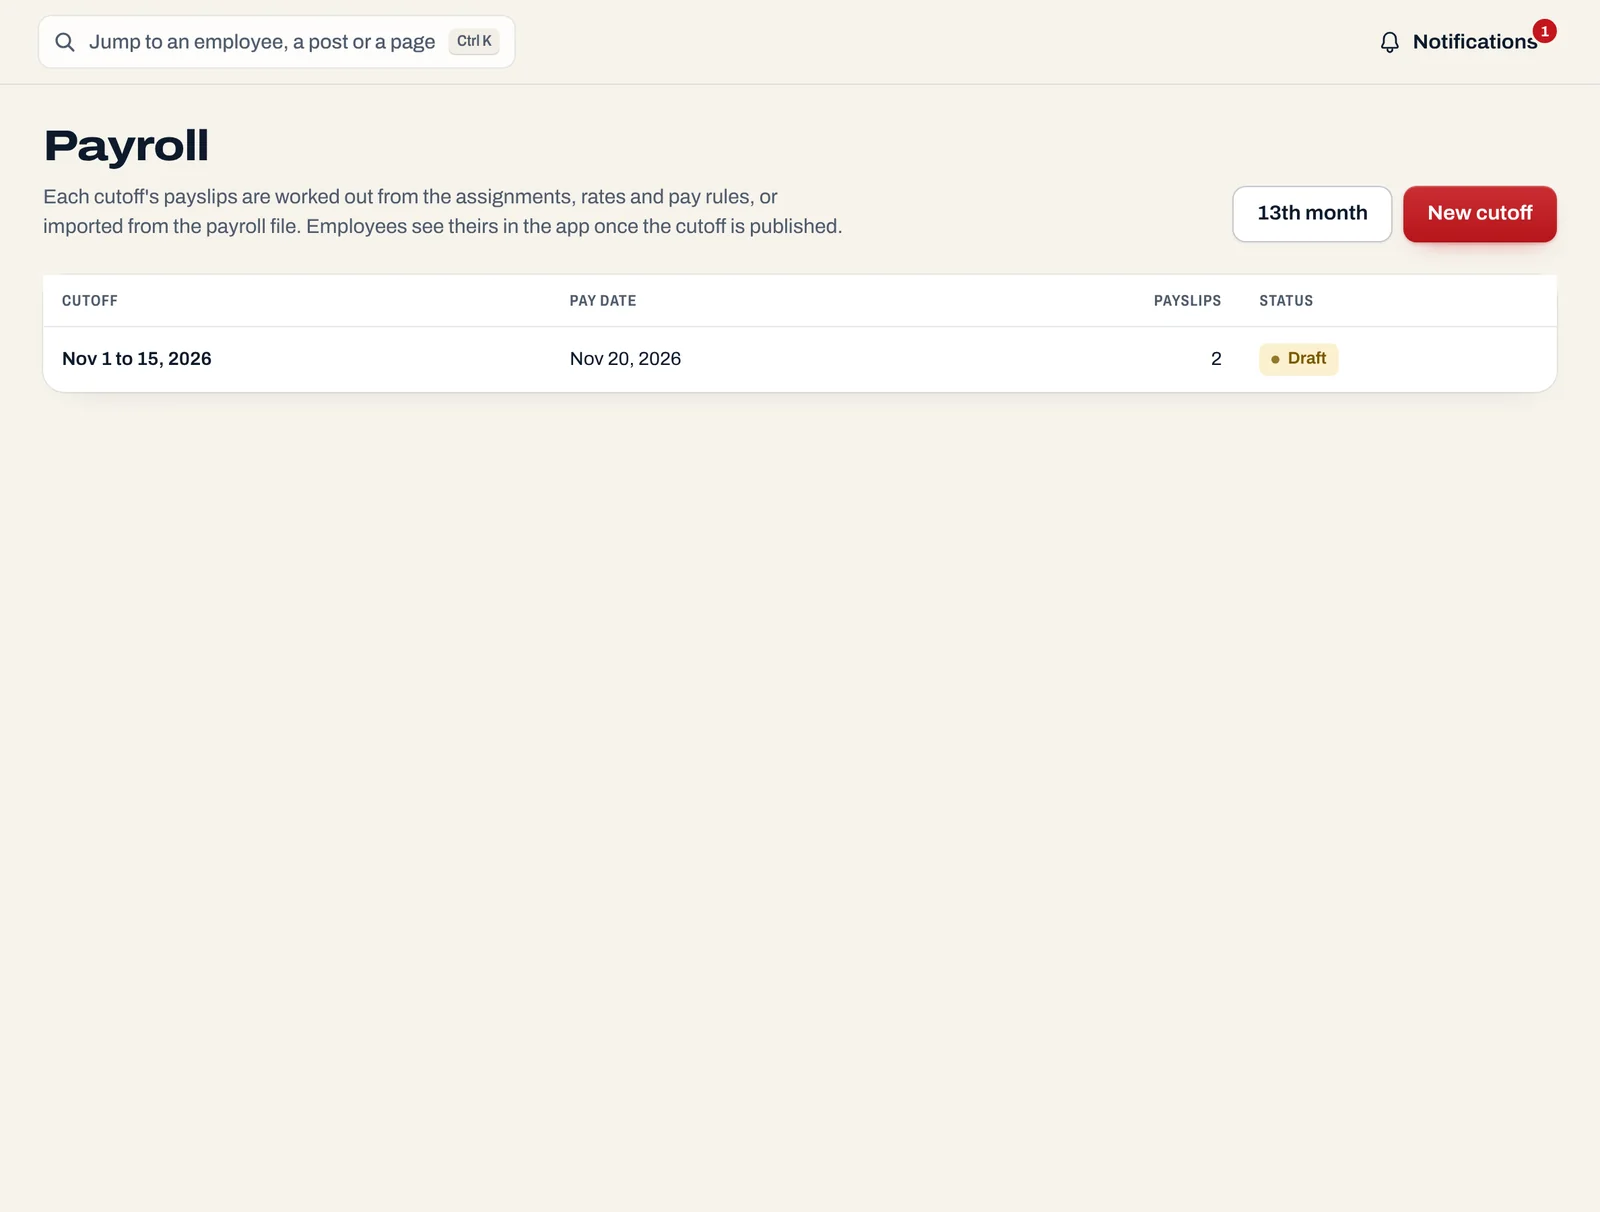 Jump to an employee, a post or a page Ctrl K
Notifications 1
Payroll
Each cutoff's payslips are worked out from the assignments, rates and pay rules, or
imported from the payroll file. Employees see theirs in the app once the cutoff is published.
13th month New cutoff
CUTOFF PAY DATE PAYSLIPS STATUS
Nov 1 to 15, 2026 Nov 20, 2026 2 Draft